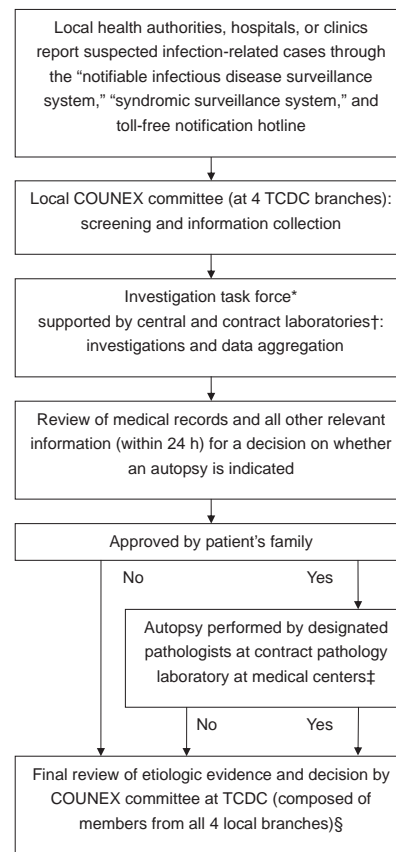 Local health authorities, hospitals, or clinics
report suspected infection-related cases through
the “notifiable infectious disease surveillance
system,” “syndromic surveillance system,” and
toll-free notification hotline
Local COUNEX committee (at 4 TCDC branches):
screening and information collection
Investigation task force*
supported by central and contract laboratories†:
investigations and data aggregation
Review of medical records and all other relevant
information (within 24 h) for a decision on whether
an autopsy is indicated
Approved by patient’s family
No Yes
Autopsy performed by designated
pathologists at contract pathology
laboratory at medical centers‡
No Yes
Final review of etiologic evidence and decision by
COUNEX committee at TCDC (composed of
members from all 4 local branches)§